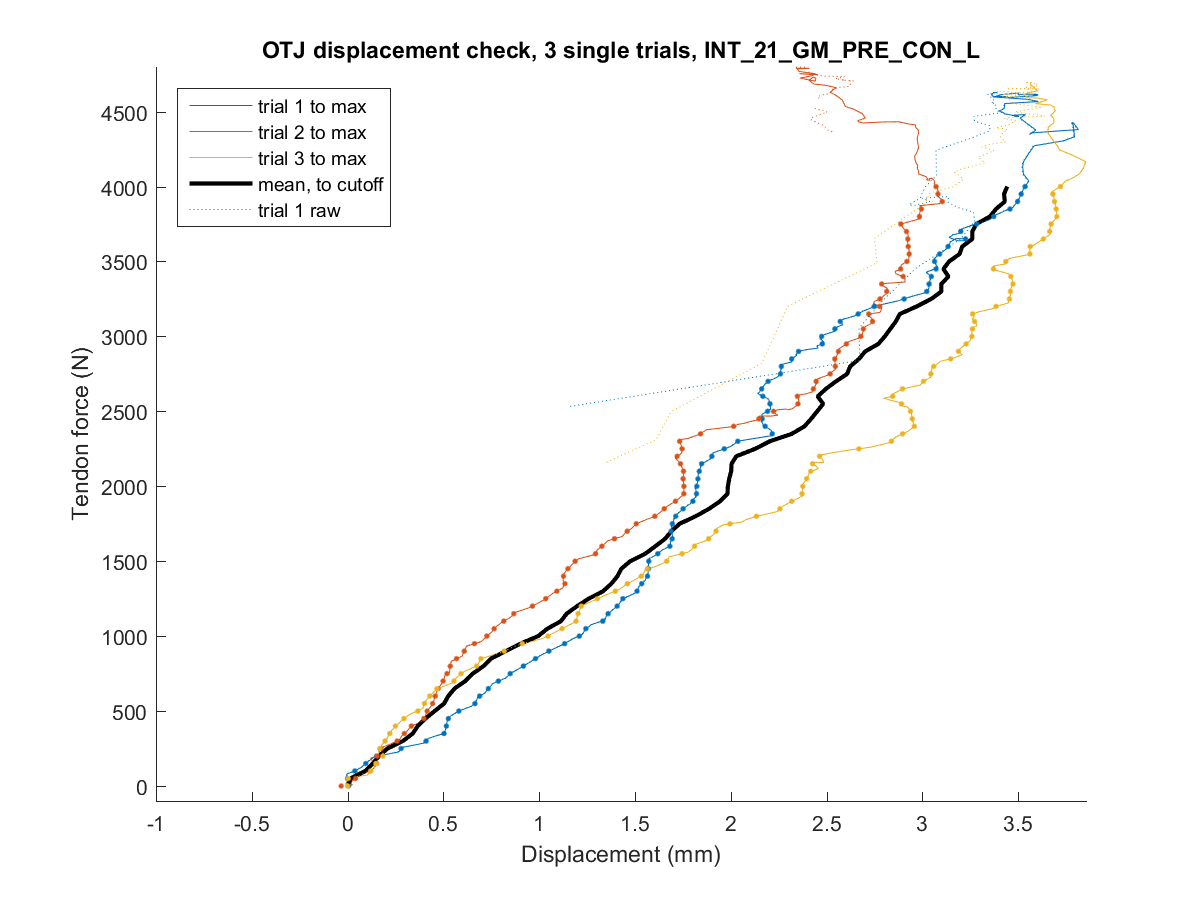 OTJ displacement check, 3 single trials, INT_21_GM_PRE_CON_L
trial 1 to max
trial 2 to max
trial 3 to max
mean, to cutoff
trial 1 raw
4500
4000
3500
3000
2500
2000
1500
1000
500
0
Tendon force (N)
-1 -0.5 0 0.5 1 1.5 2 2.5 3 3.5
Displacement (mm)